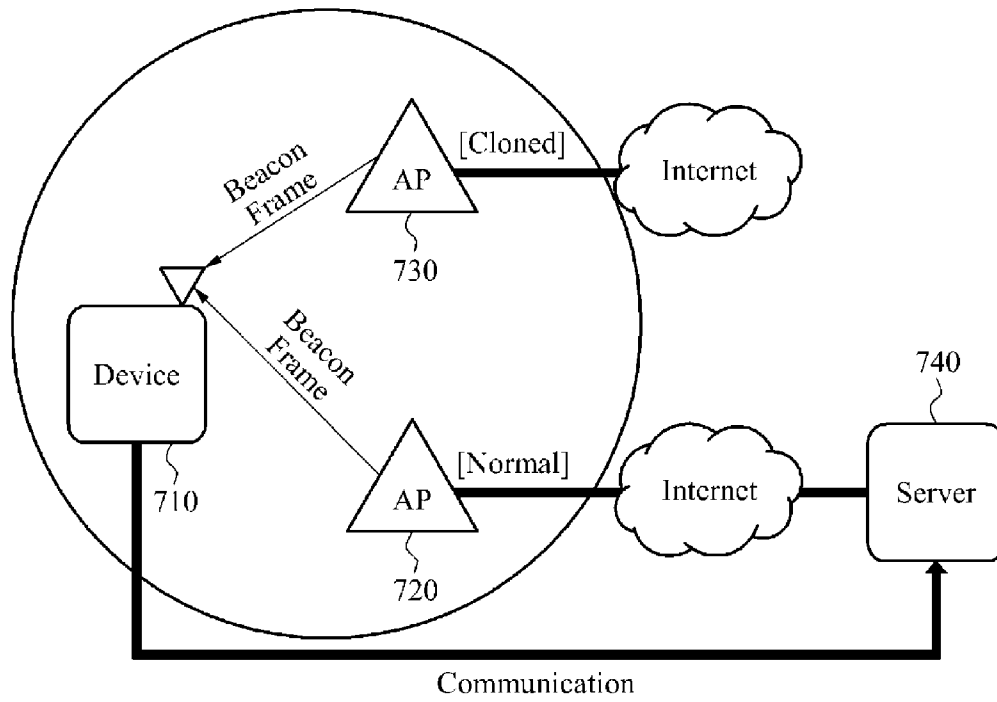 [Cloned]
Internet
Beacon
Frame
AP
730
Beacon
Frame
Device
710
740
[Normal]
Internet
Server
AP
720
Communication